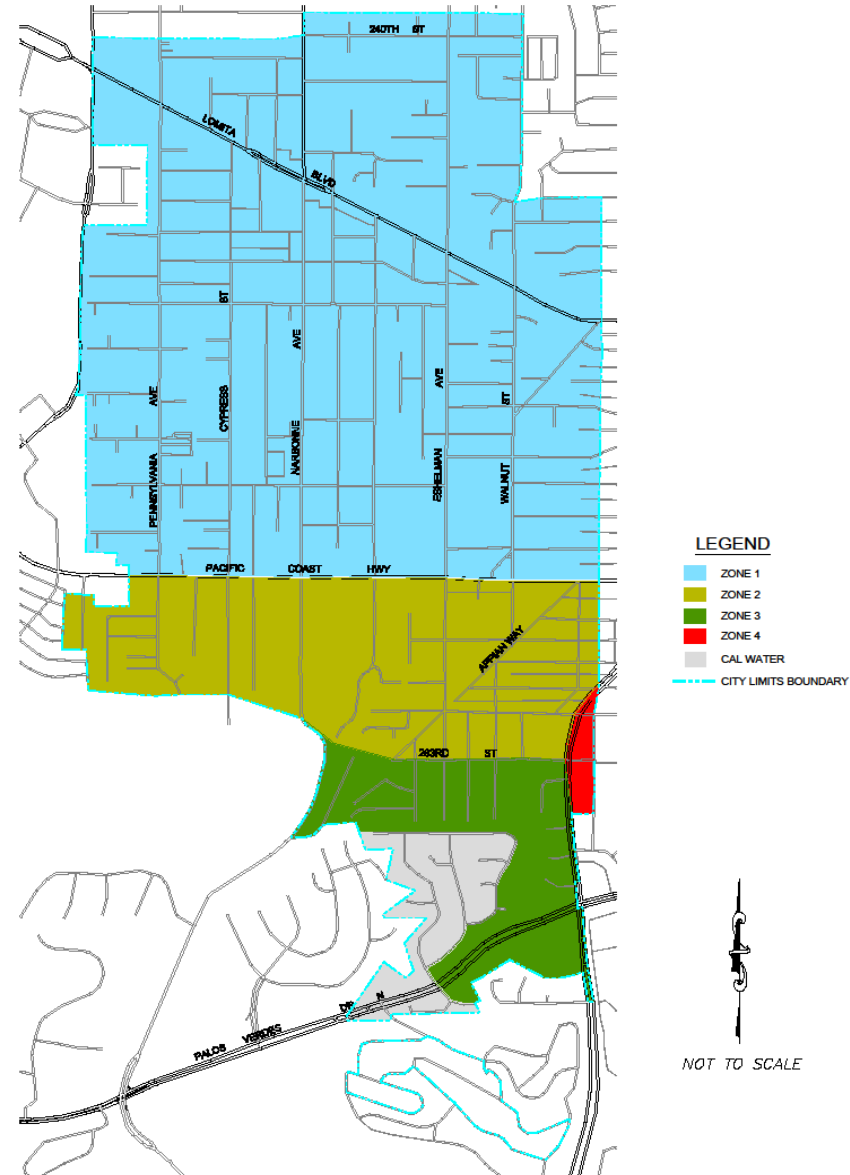 240TH ST
LOMITA
BLVD
ST
AVE
AVE
AVE
CYPRESS
ST
NARBONNE
PENNSYLVANIA
ESHELMAN
WALNUT
PACIFIC COAST HWY
APPIAN WAY
263RD ST
PALOS VERDES DR N
LEGEND
ZONE 1
ZONE 2
ZONE 3
ZONE 4
CAL WATER
CITY LIMITS BOUNDARY
NOT TO SCALE